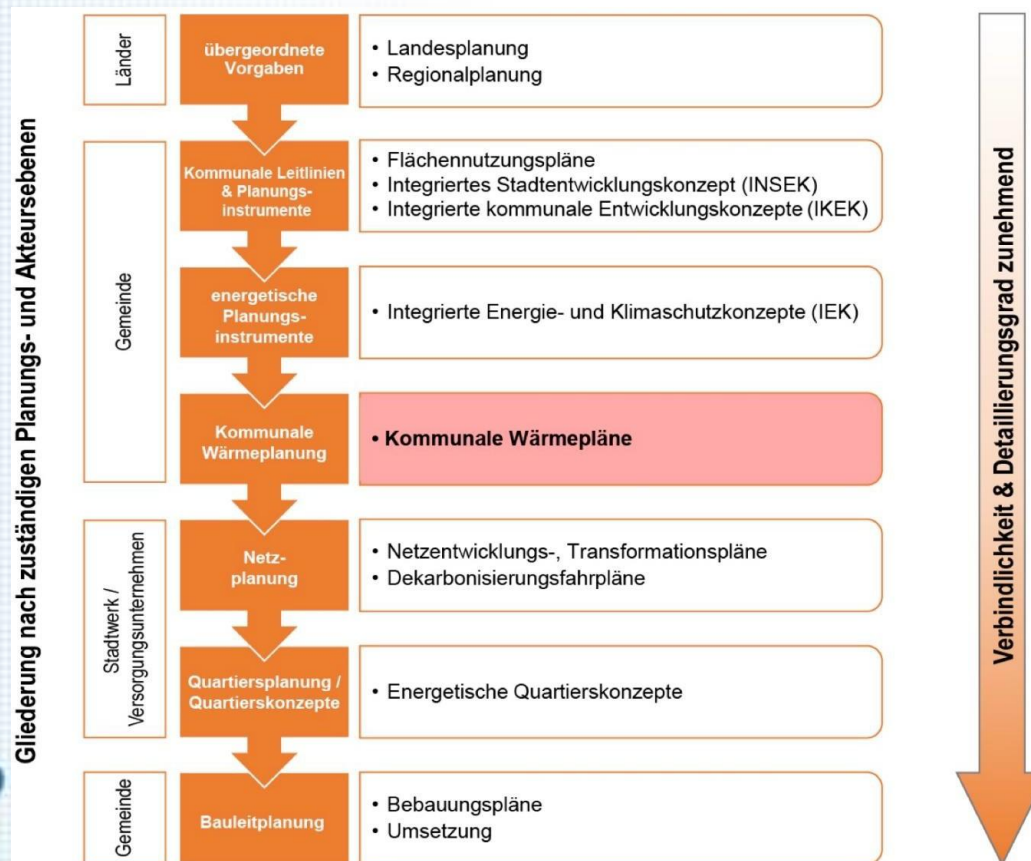 Gliederung nach zuständigen Planungs- und Akteursebenen
Länder
übergeordnete
Vorgaben
• Landesplanung
• Regionalplanung
Gemeinde
Kommunale Leitlinien
& Planungs-
instrumente
• Flächennutzungspläne
• Integriertes Stadtentwicklungskonzept (INSEK)
• Integrierte kommunale Entwicklungskonzepte (IKEK)
energetische
Planungs-
instrumente
• Integrierte Energie- und Klimaschutzkonzepte (IEK)
Kommunale
Wärmeplanung
• Kommunale Wärmepläne
Stadtwerk /
Versorgungsunternehmen
Netz-
planung
• Netzentwicklungs-, Transformationspläne
• Dekarbonisierungsfahrpläne
Quartiersplanung /
Quartierskonzepte
• Energetische Quartierskonzepte
Gemeinde
Bauleitplanung
• Bebauungspläne
• Umsetzung
Verbindlichkeit & Detaillierungsgrad zunehmend